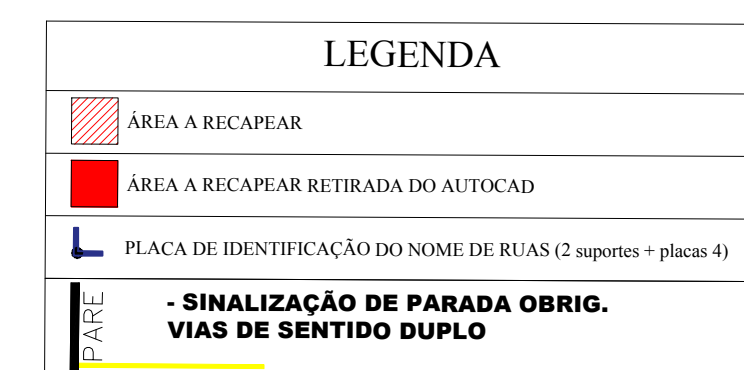 LEGENDA
ÁREA A RECAPEAR
ÁREA A RECAPEAR RETIRADA DO AUTOCAD
PLACA DE IDENTIFICAÇÃO DO NOME DE RUAS (2 suportes + placas 4)
PARE
- SINALIZAÇÃO DE PARADA OBRIG.
VIAS DE SENTIDO DUPLO